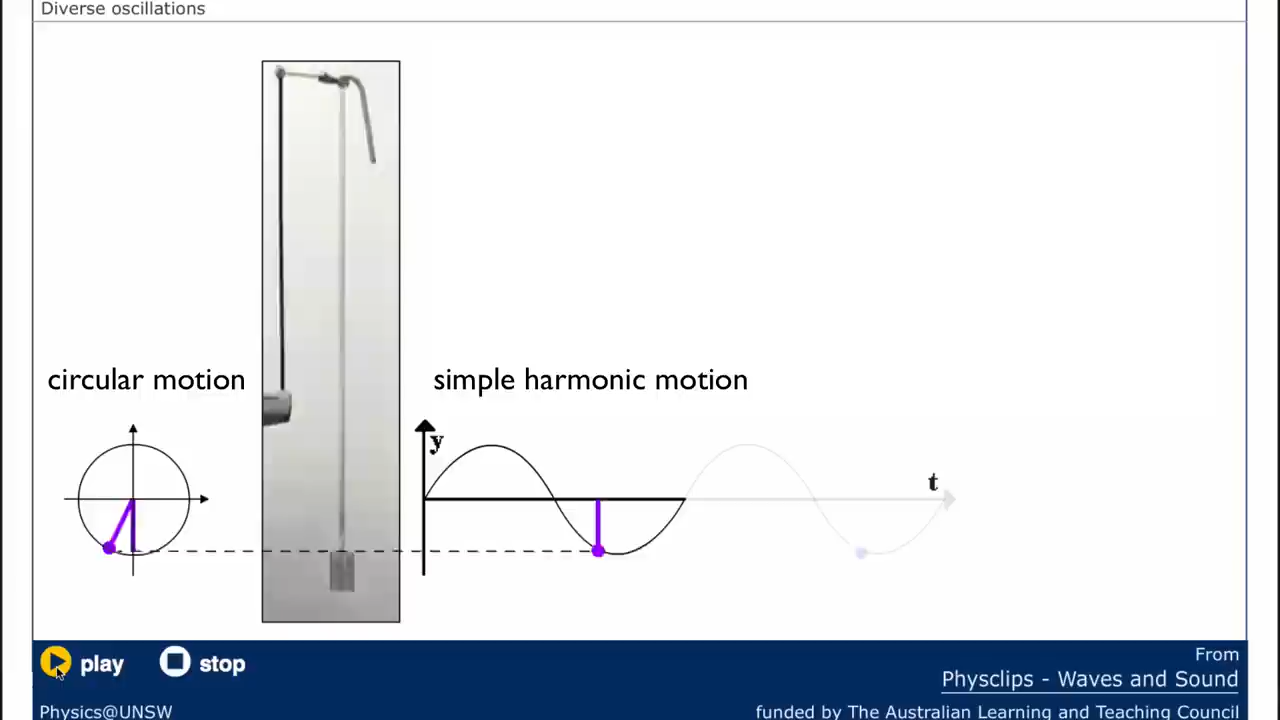 Diverse oscillations
circular motion
simple harmonic motion
y
t
play
stop
From
Physclips - Waves and Sound
Physics@UNSW
funded by The Australian Learning and Teaching Council